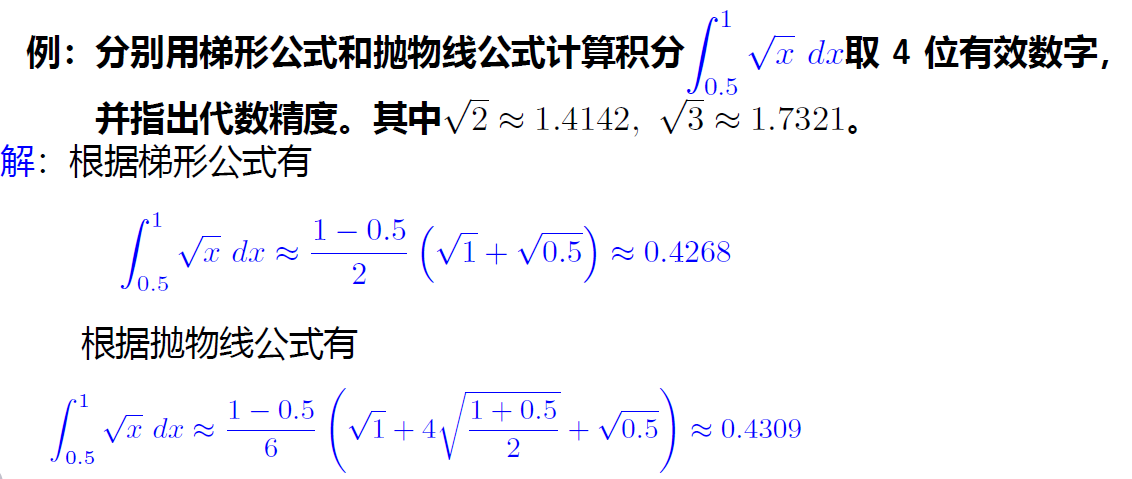 例：分别用梯形公式和抛物线公式计算积分$\int_{0.5}^{1} \sqrt{x}\ dx$取 4 位有效数字，
并指出代数精度。其中$\sqrt{2} \approx 1.4142,\ \sqrt{3} \approx 1.7321$。
解：根据梯形公式有
$\int_{0.5}^{1} \sqrt{x}\ dx \approx \frac{1-0.5}{2} \left( \sqrt{1} + \sqrt{0.5} \right) \approx 0.4268$
根据抛物线公式有
$\int_{0.5}^{1} \sqrt{x}\ dx \approx \frac{1-0.5}{6} \left( \sqrt{1} + 4\sqrt{\frac{1+0.5}{2}} + \sqrt{0.5} \right) \approx 0.4309$